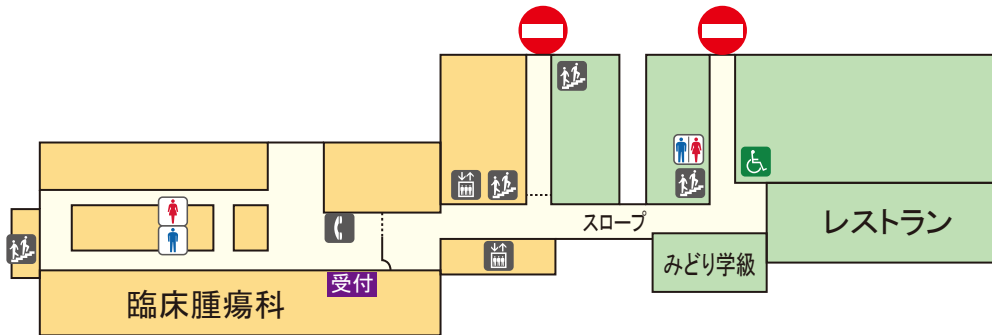 スロープ
レストラン
みどり学級
受付
臨床腫瘍科